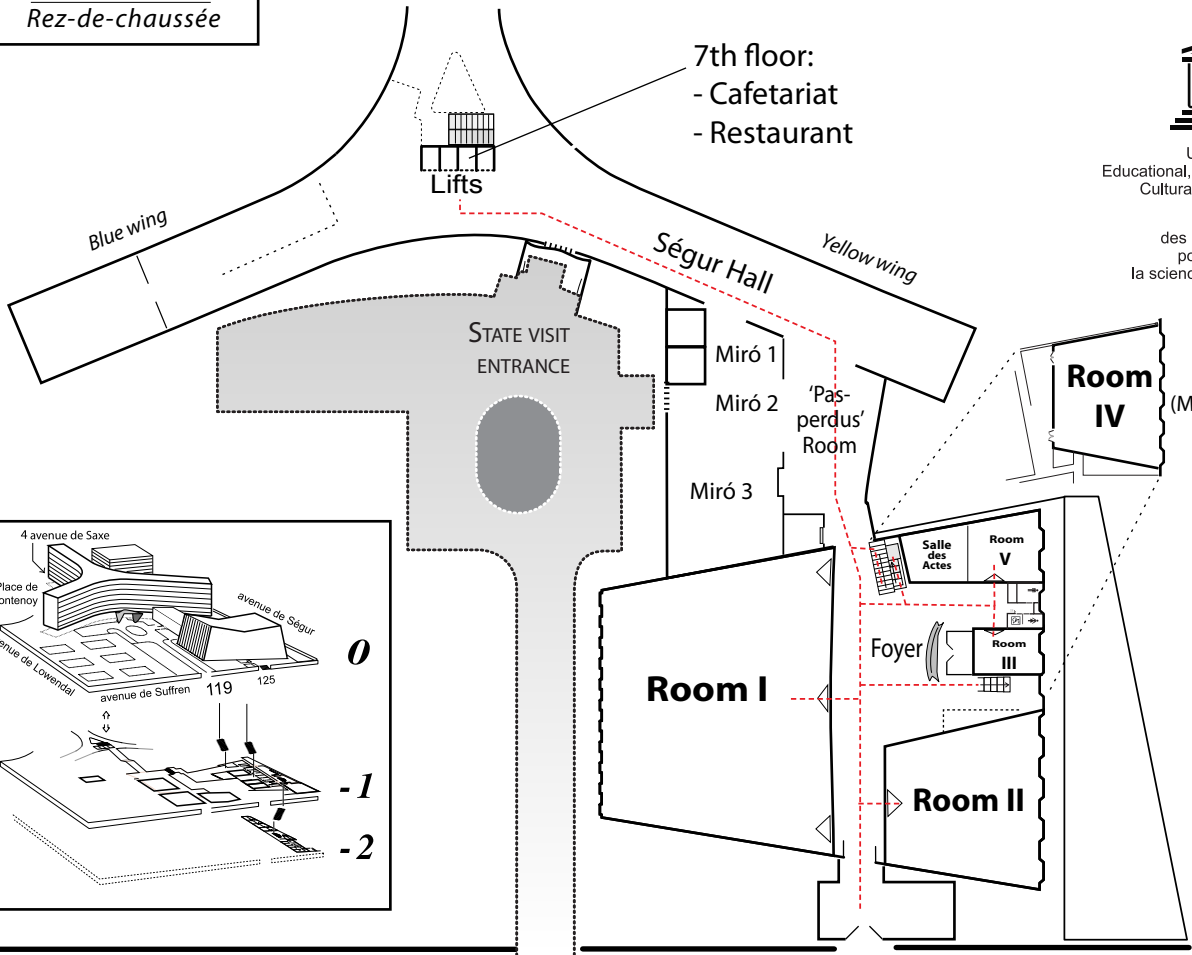 Rez-de-chaussée
7th floor:
- Cafetariat
- Restaurant
Educational,
Cultura
des
po
la scienc
Lifts
Blue wing
Ségur Hall
Yellow wing
STATE VISIT
ENTRANCE
Miró 1
Miró 2
Miró 3
'Pas-
perdus'
Room
Room
IV
(M
Salle
des
Actes
Room
V
Foyer
Room
III
Room I
Room II
4 avenue de Saxe
Place de
ontenoy
avenue de Ségur
enue de Lowendal
avenue de Suffren
119
125
0
-1
-2